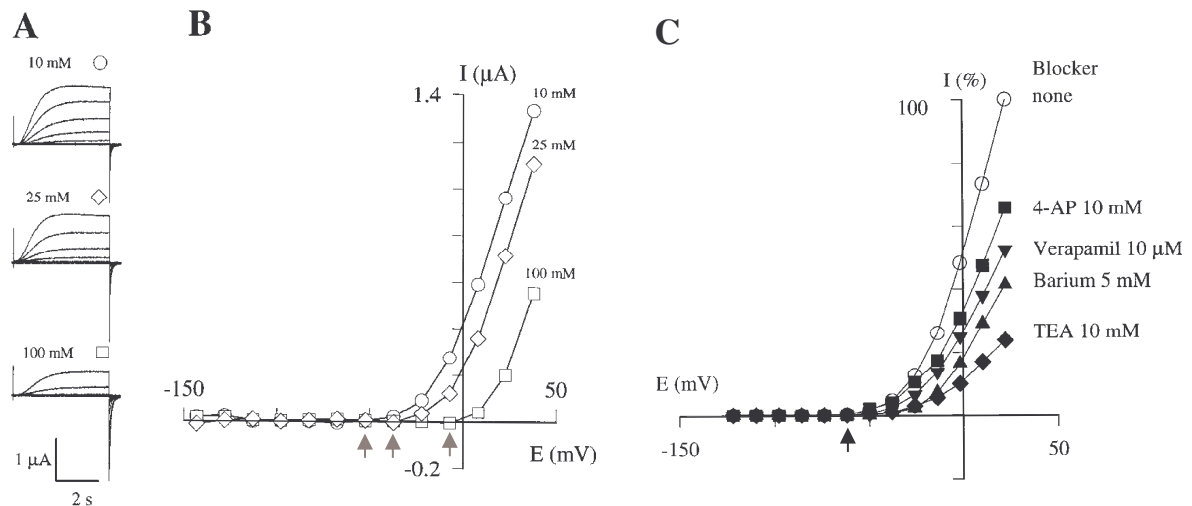 A
10 mM
25 mM
100 mM
1 µA
2 s
B
I (µA)
1.4
10 mM
25 mM
100 mM
-150
50
-0.2
E (mV)
C
I (%)
100
Blocker
none
4-AP 10 mM
Verapamil 10 µM
Barium 5 mM
TEA 10 mM
E (mV)
-150
50